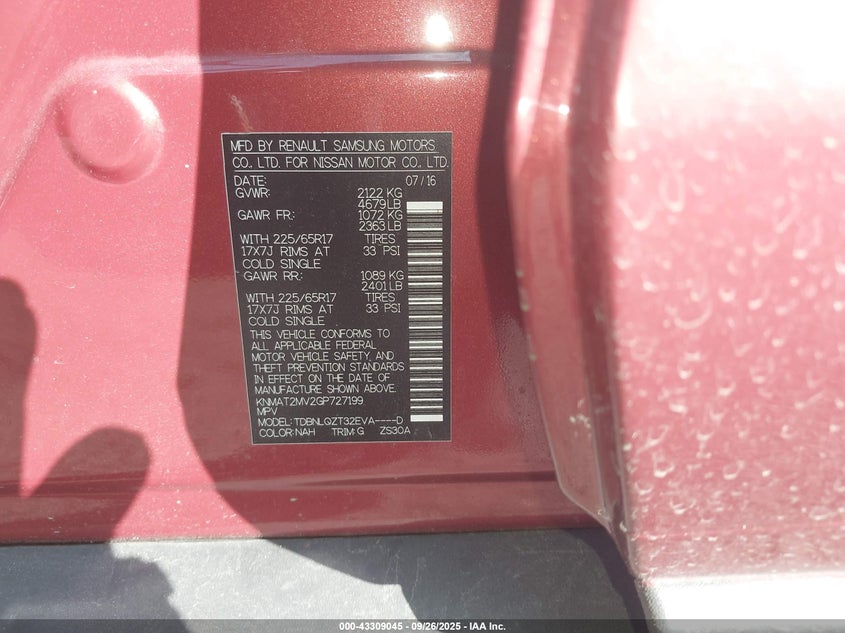 MFD BY RENAULT SAMSUNG MOTORS
CO., LTD. FOR NISSAN MOTOR CO., LTD.
DATE: 07/16
GVWR: 2122 KG
4679 LB
GAWR FR: 1072 KG
2363 LB
WITH 225/65R17 TIRES
17X7J RIMS AT 33 PSI
COLD SINGLE
GAWR RR: 1089 KG
2401 LB
WITH 225/65R17 TIRES
17X7J RIMS AT 33 PSI
COLD SINGLE
THIS VEHICLE CONFORMS TO
ALL APPLICABLE FEDERAL
MOTOR VEHICLE SAFETY, AND
THEFT PREVENTION STANDARDS
IN EFFECT ON THE DATE OF
MANUFACTURE SHOWN ABOVE.
KNMAT2MV2GP727199
MPV
MODEL: TDBNLQZT32EVA----D
COLOR: NAH TRIM: G ZS30A
000-43309045 - 09/26/2025 - IAA Inc.